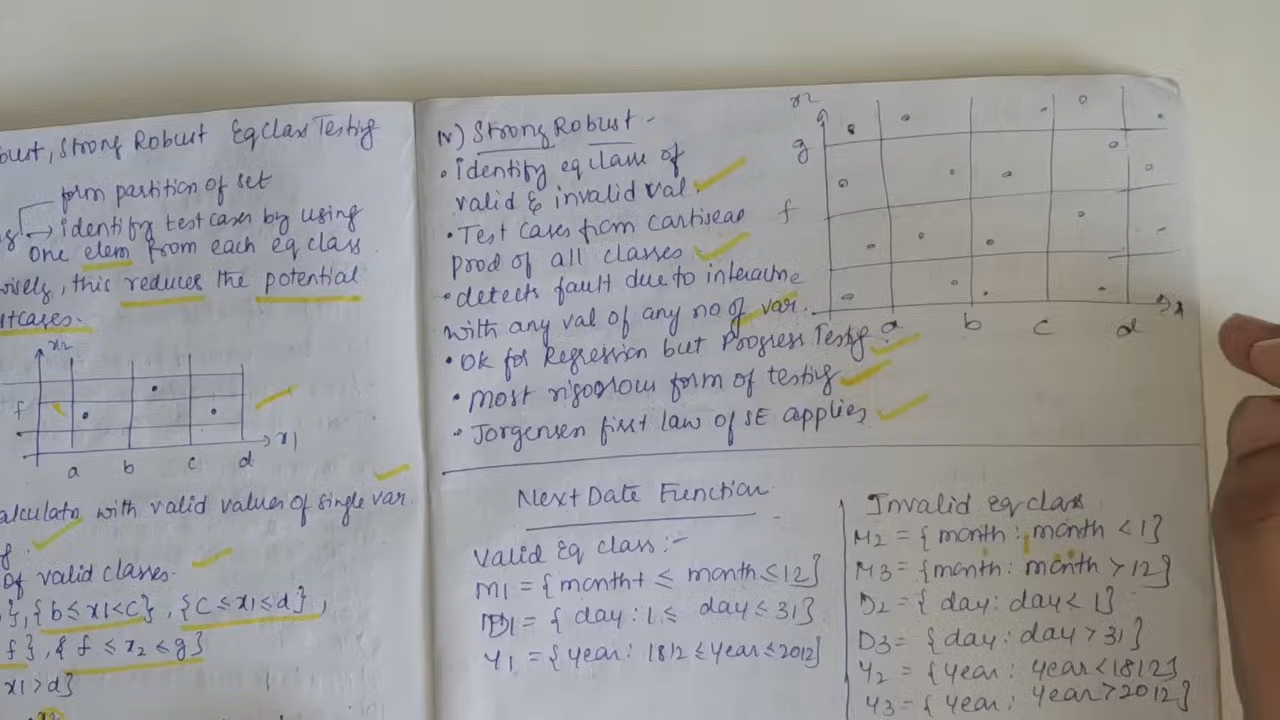 bust, Strong Robust Eq Class Testing
form partition of set
identify test cases by using
One elem from each eq class.
wisely, this reduces the potential
stcases.
x2
f
x1
a b c d
alculatn with valid values of single var
g.
Of valid classes.
}, {b ≤ x1 < c}, {c ≤ x1 ≤ d},
f}, {f ≤ x2 ≤ g}
x1 > d}
x2
IV) Strong Robust -
• identify eq classe of
valid & invalid val.
• Test cases from cartisean
prod of all classes
• detects fault due to interactne
with any val of any no of var.
• OK for Regression but Progress Testing.
• most rigorous form of testing
• Jorgensen first law of SE applies
x2
g
f
a b c d
Next Date Function
Valid Eq class:-
M1 = {month 1 ≤ month ≤ 12}
D1 = {day: 1 ≤ day ≤ 31}
Y1 = {year: 1812 ≤ year ≤ 2012}
Invalid eq class
M2 = {month: month < 1}
M3 = {month: month > 12}
D2 = {day: day < 1}
D3 = {day: day > 31}
Y2 = {year: year < 1812}
Y3 = {year: year > 2012}